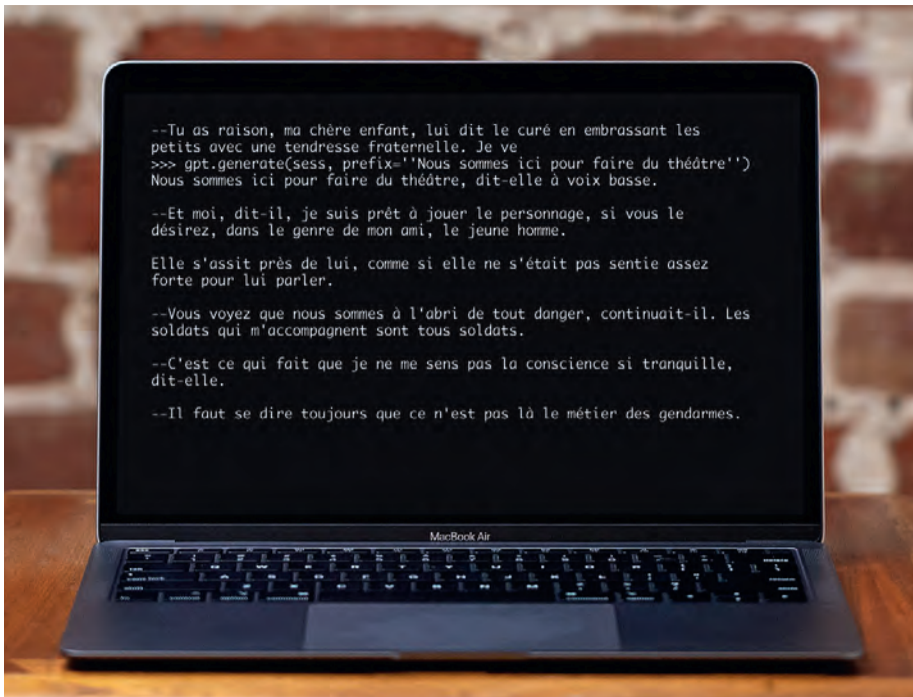 --Tu as raison, ma chère enfant, lui dit le curé en embrassant les
petits avec une tendresse fraternelle. Je ve
>>> gpt.generate(sess, prefix=''Nous sommes ici pour faire du théâtre'')
Nous sommes ici pour faire du théâtre, dit-elle à voix basse.
--Et moi, dit-il, je suis prêt à jouer le personnage, si vous le
désirez, dans le genre de mon ami, le jeune homme.
Elle s'assit près de lui, comme si elle ne s'était pas sentie assez
forte pour lui parler.
--Vous voyez que nous sommes à l'abri de tout danger, continuait-il. Les
soldats qui m'accompagnent sont tous soldats.
--C'est ce qui fait que je ne me sens pas la conscience si tranquille,
dit-elle.
--Il faut se dire toujours que ce n'est pas là le métier des gendarmes.
MacBook Air